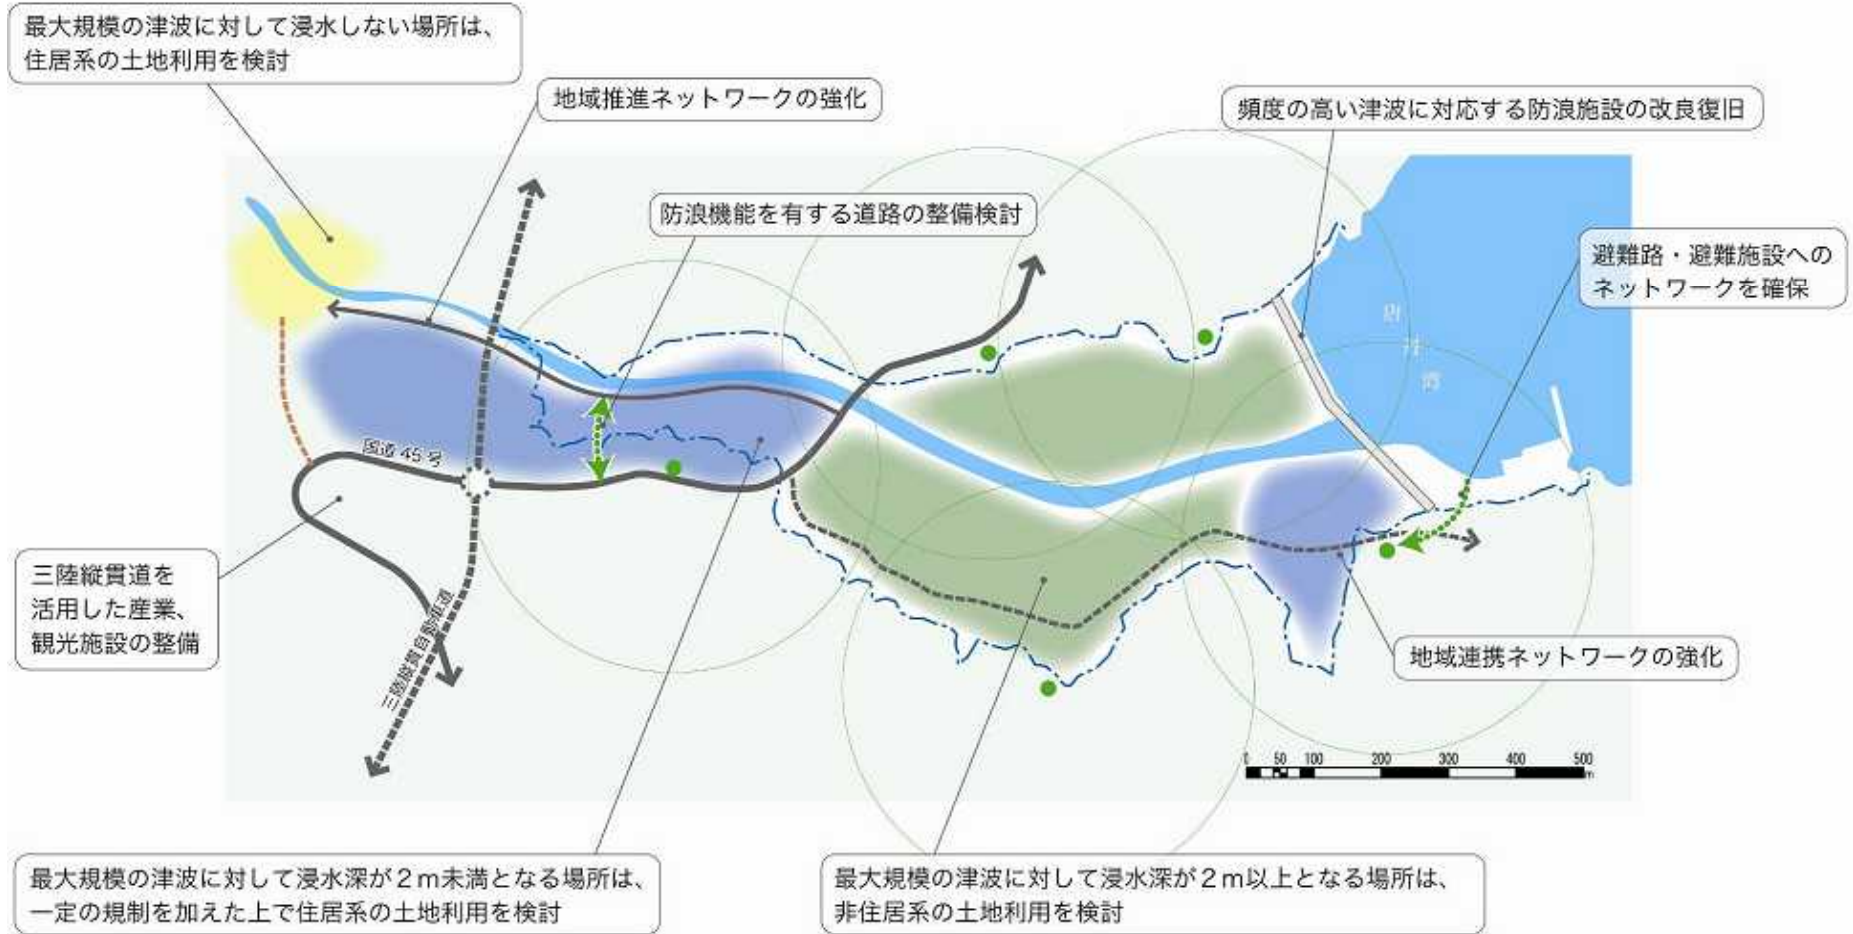 最大規模の津波に対して浸水しない場所は、
住居系の土地利用を検討
地域推進ネットワークの強化
頻度の高い津波に対応する防浪施設の改良復旧
防浪機能を有する道路の整備検討
避難路・避難施設への
ネットワークを確保
唐
丹
湾
国道 45 号
三陸縦貫道を
活用した産業、
観光施設の整備
三陸縦貫自動車道
地域連携ネットワークの強化
0 50 100 200 300 400 500
m
最大規模の津波に対して浸水深が2m未満となる場所は、
一定の規制を加えた上で住居系の土地利用を検討
最大規模の津波に対して浸水深が2m以上となる場所は、
非住居系の土地利用を検討